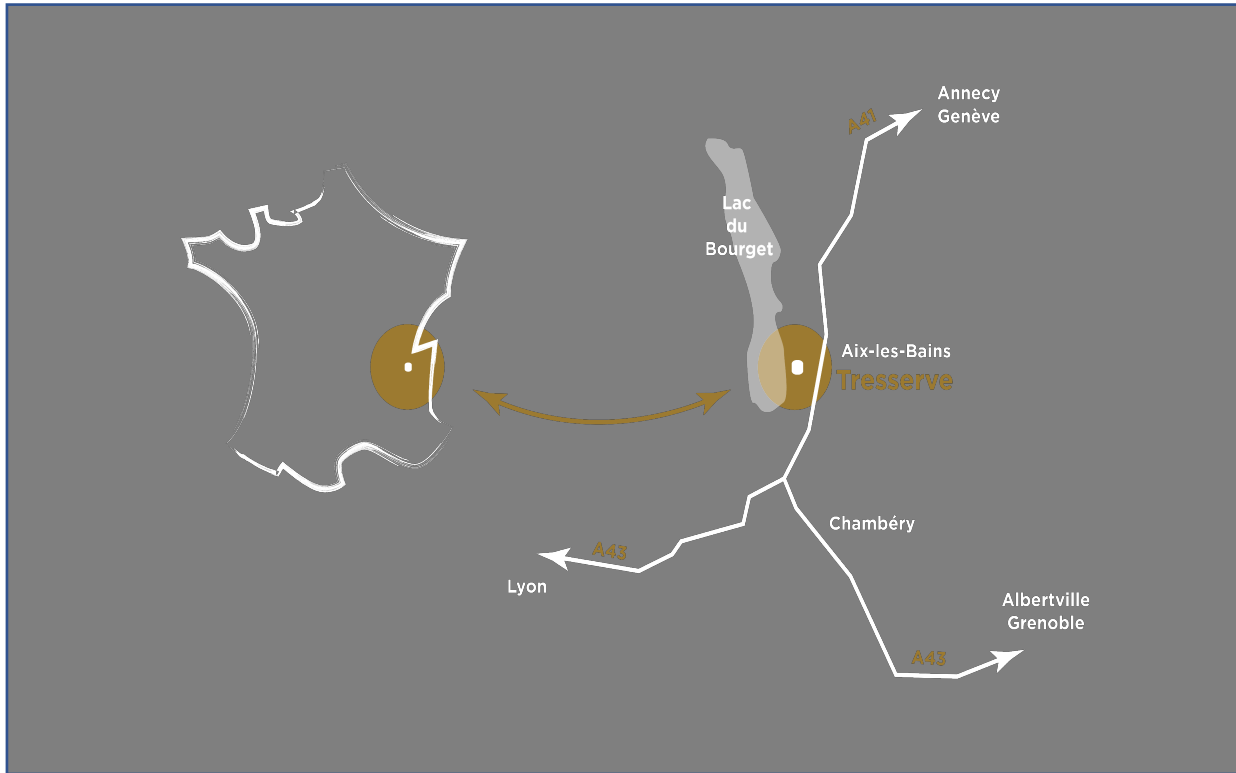 Annecy
Genève
A41
Lac
du
Bourget
Aix-les-Bains
Tresserve
Chambéry
A43
Lyon
Albertville
Grenoble
A43